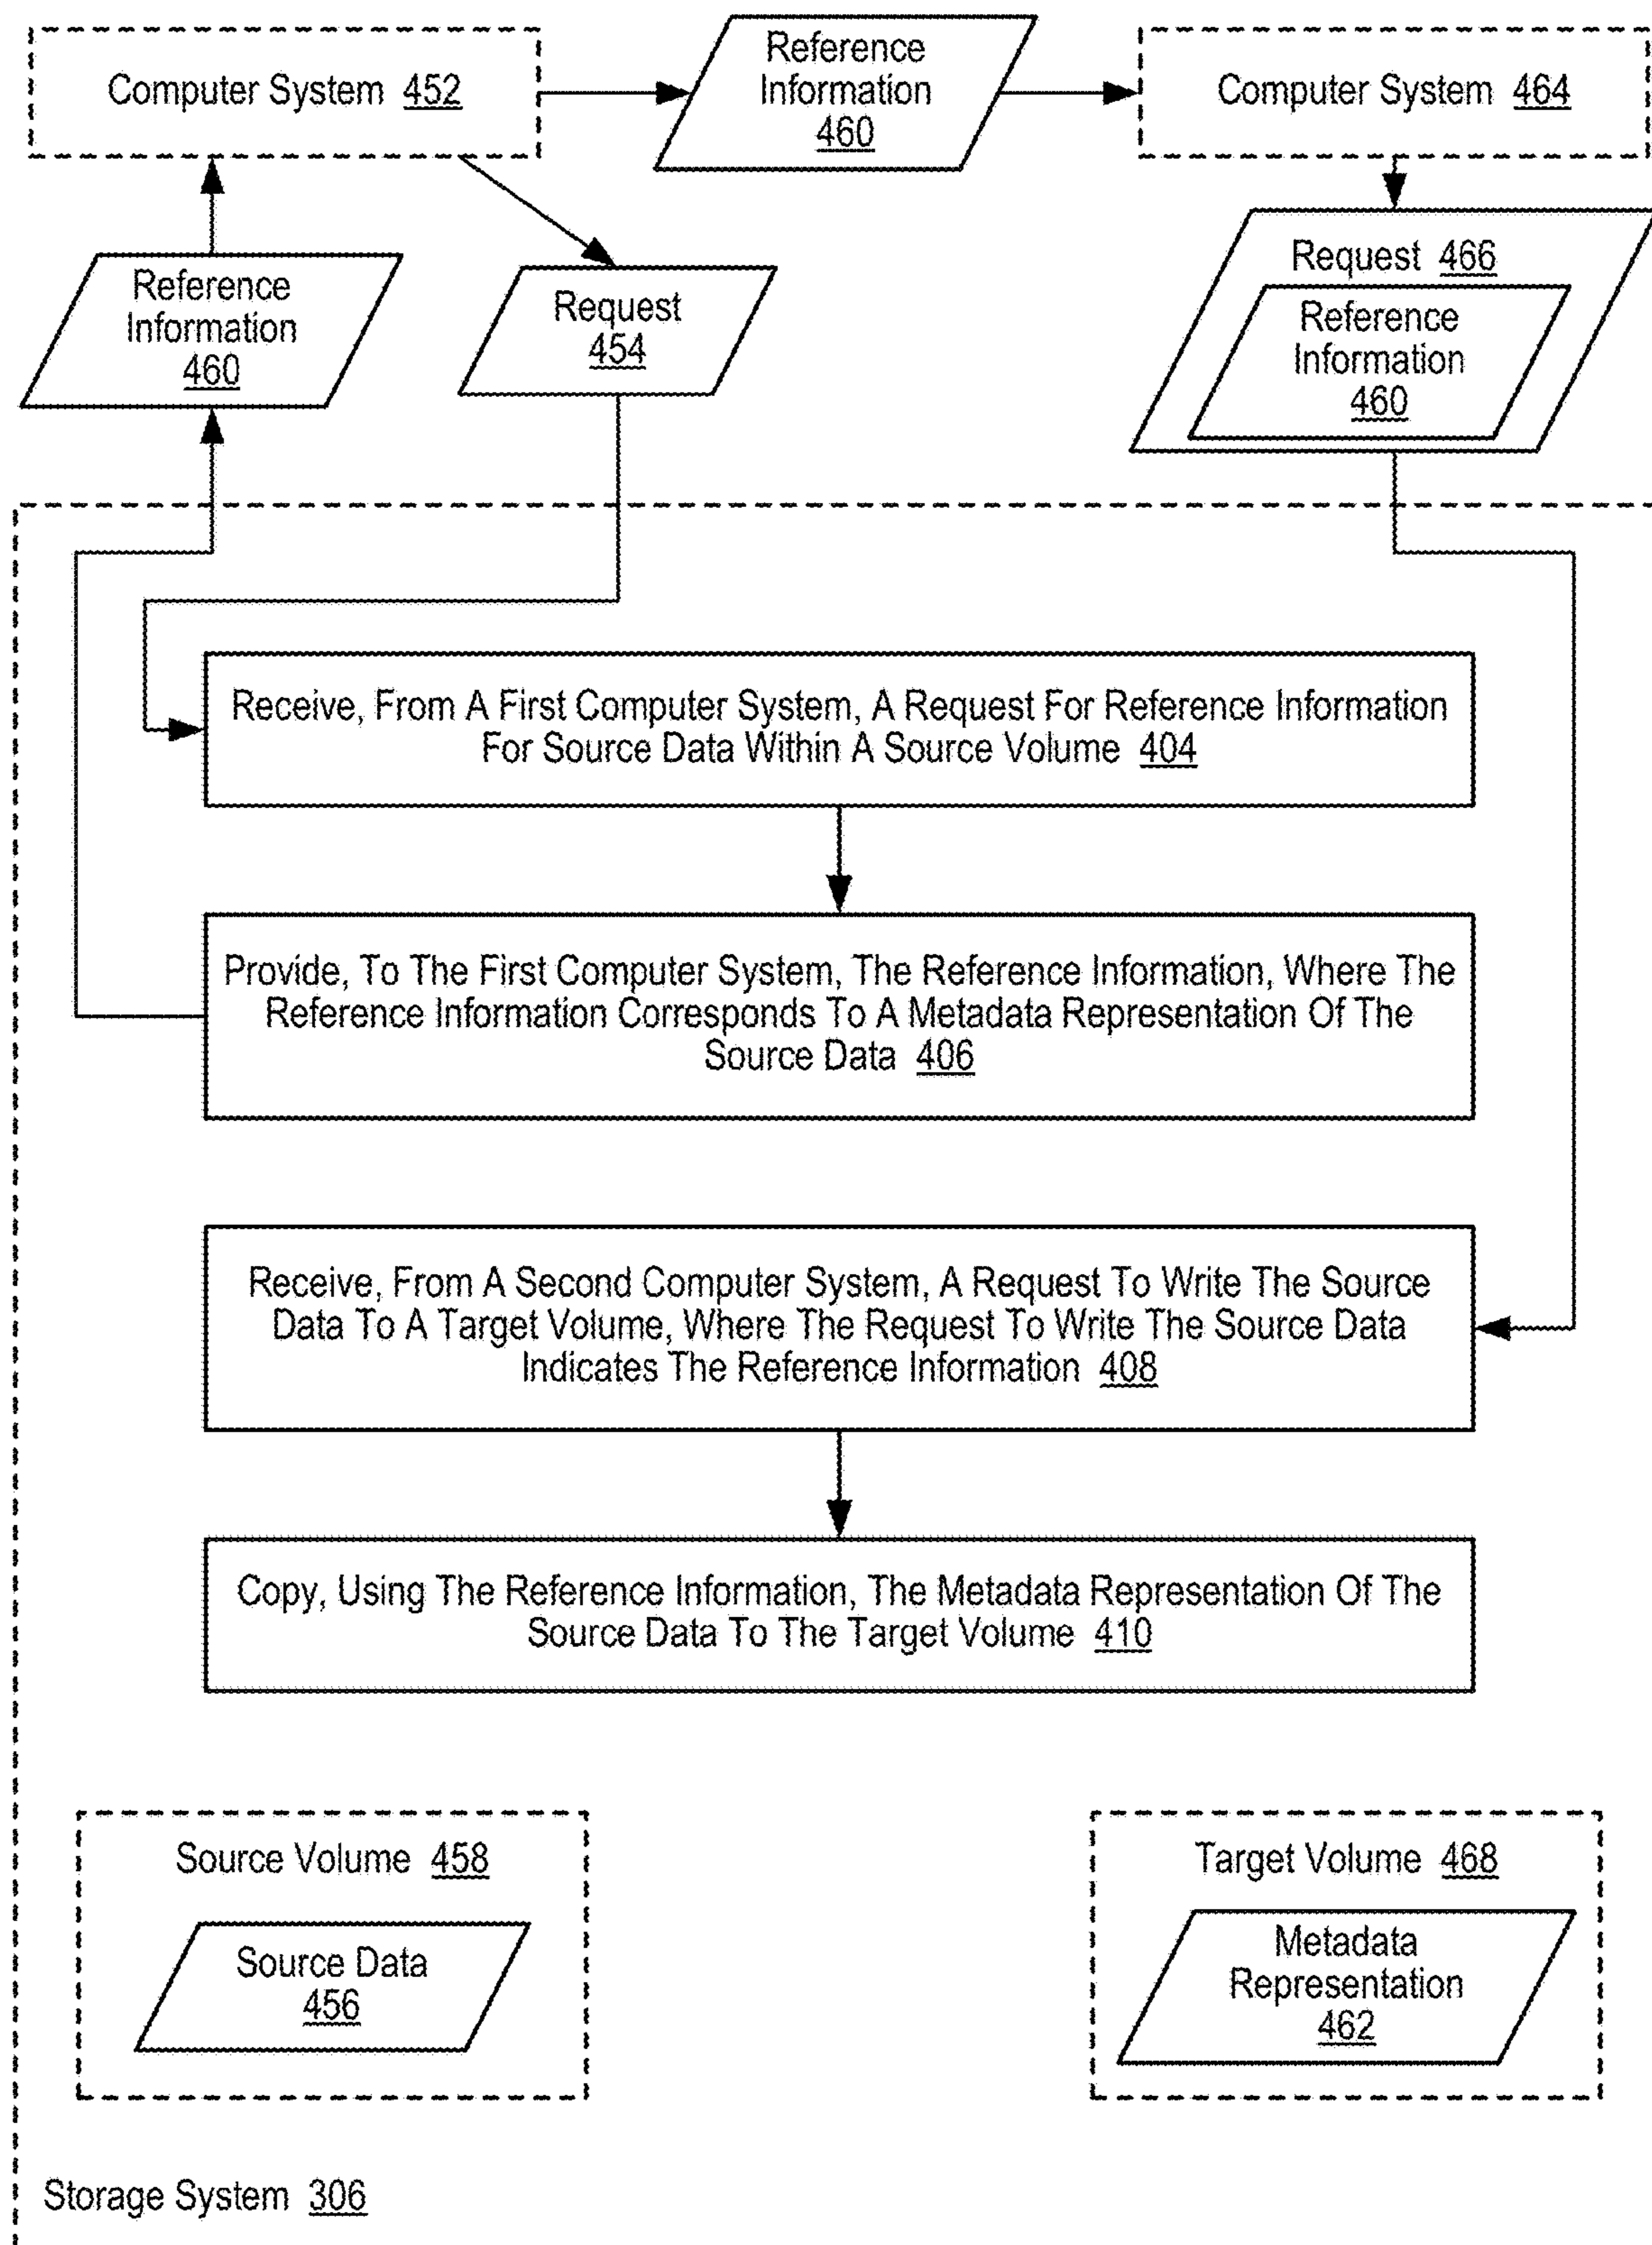 Computer System 452
Reference
Information
460
Computer System 464
Reference
Information
460
Request
454
Request 466
Reference
Information
460
Receive, From A First Computer System, A Request For Reference Information
For Source Data Within A Source Volume 404
Provide, To The First Computer System, The Reference Information, Where The
Reference Information Corresponds To A Metadata Representation Of The
Source Data 406
Receive, From A Second Computer System, A Request To Write The Source
Data To A Target Volume, Where The Request To Write The Source Data
Indicates The Reference Information 408
Copy, Using The Reference Information, The Metadata Representation Of The
Source Data To The Target Volume 410
Source Volume 458
Source Data
456
Target Volume 468
Metadata
Representation
462
Storage System 306